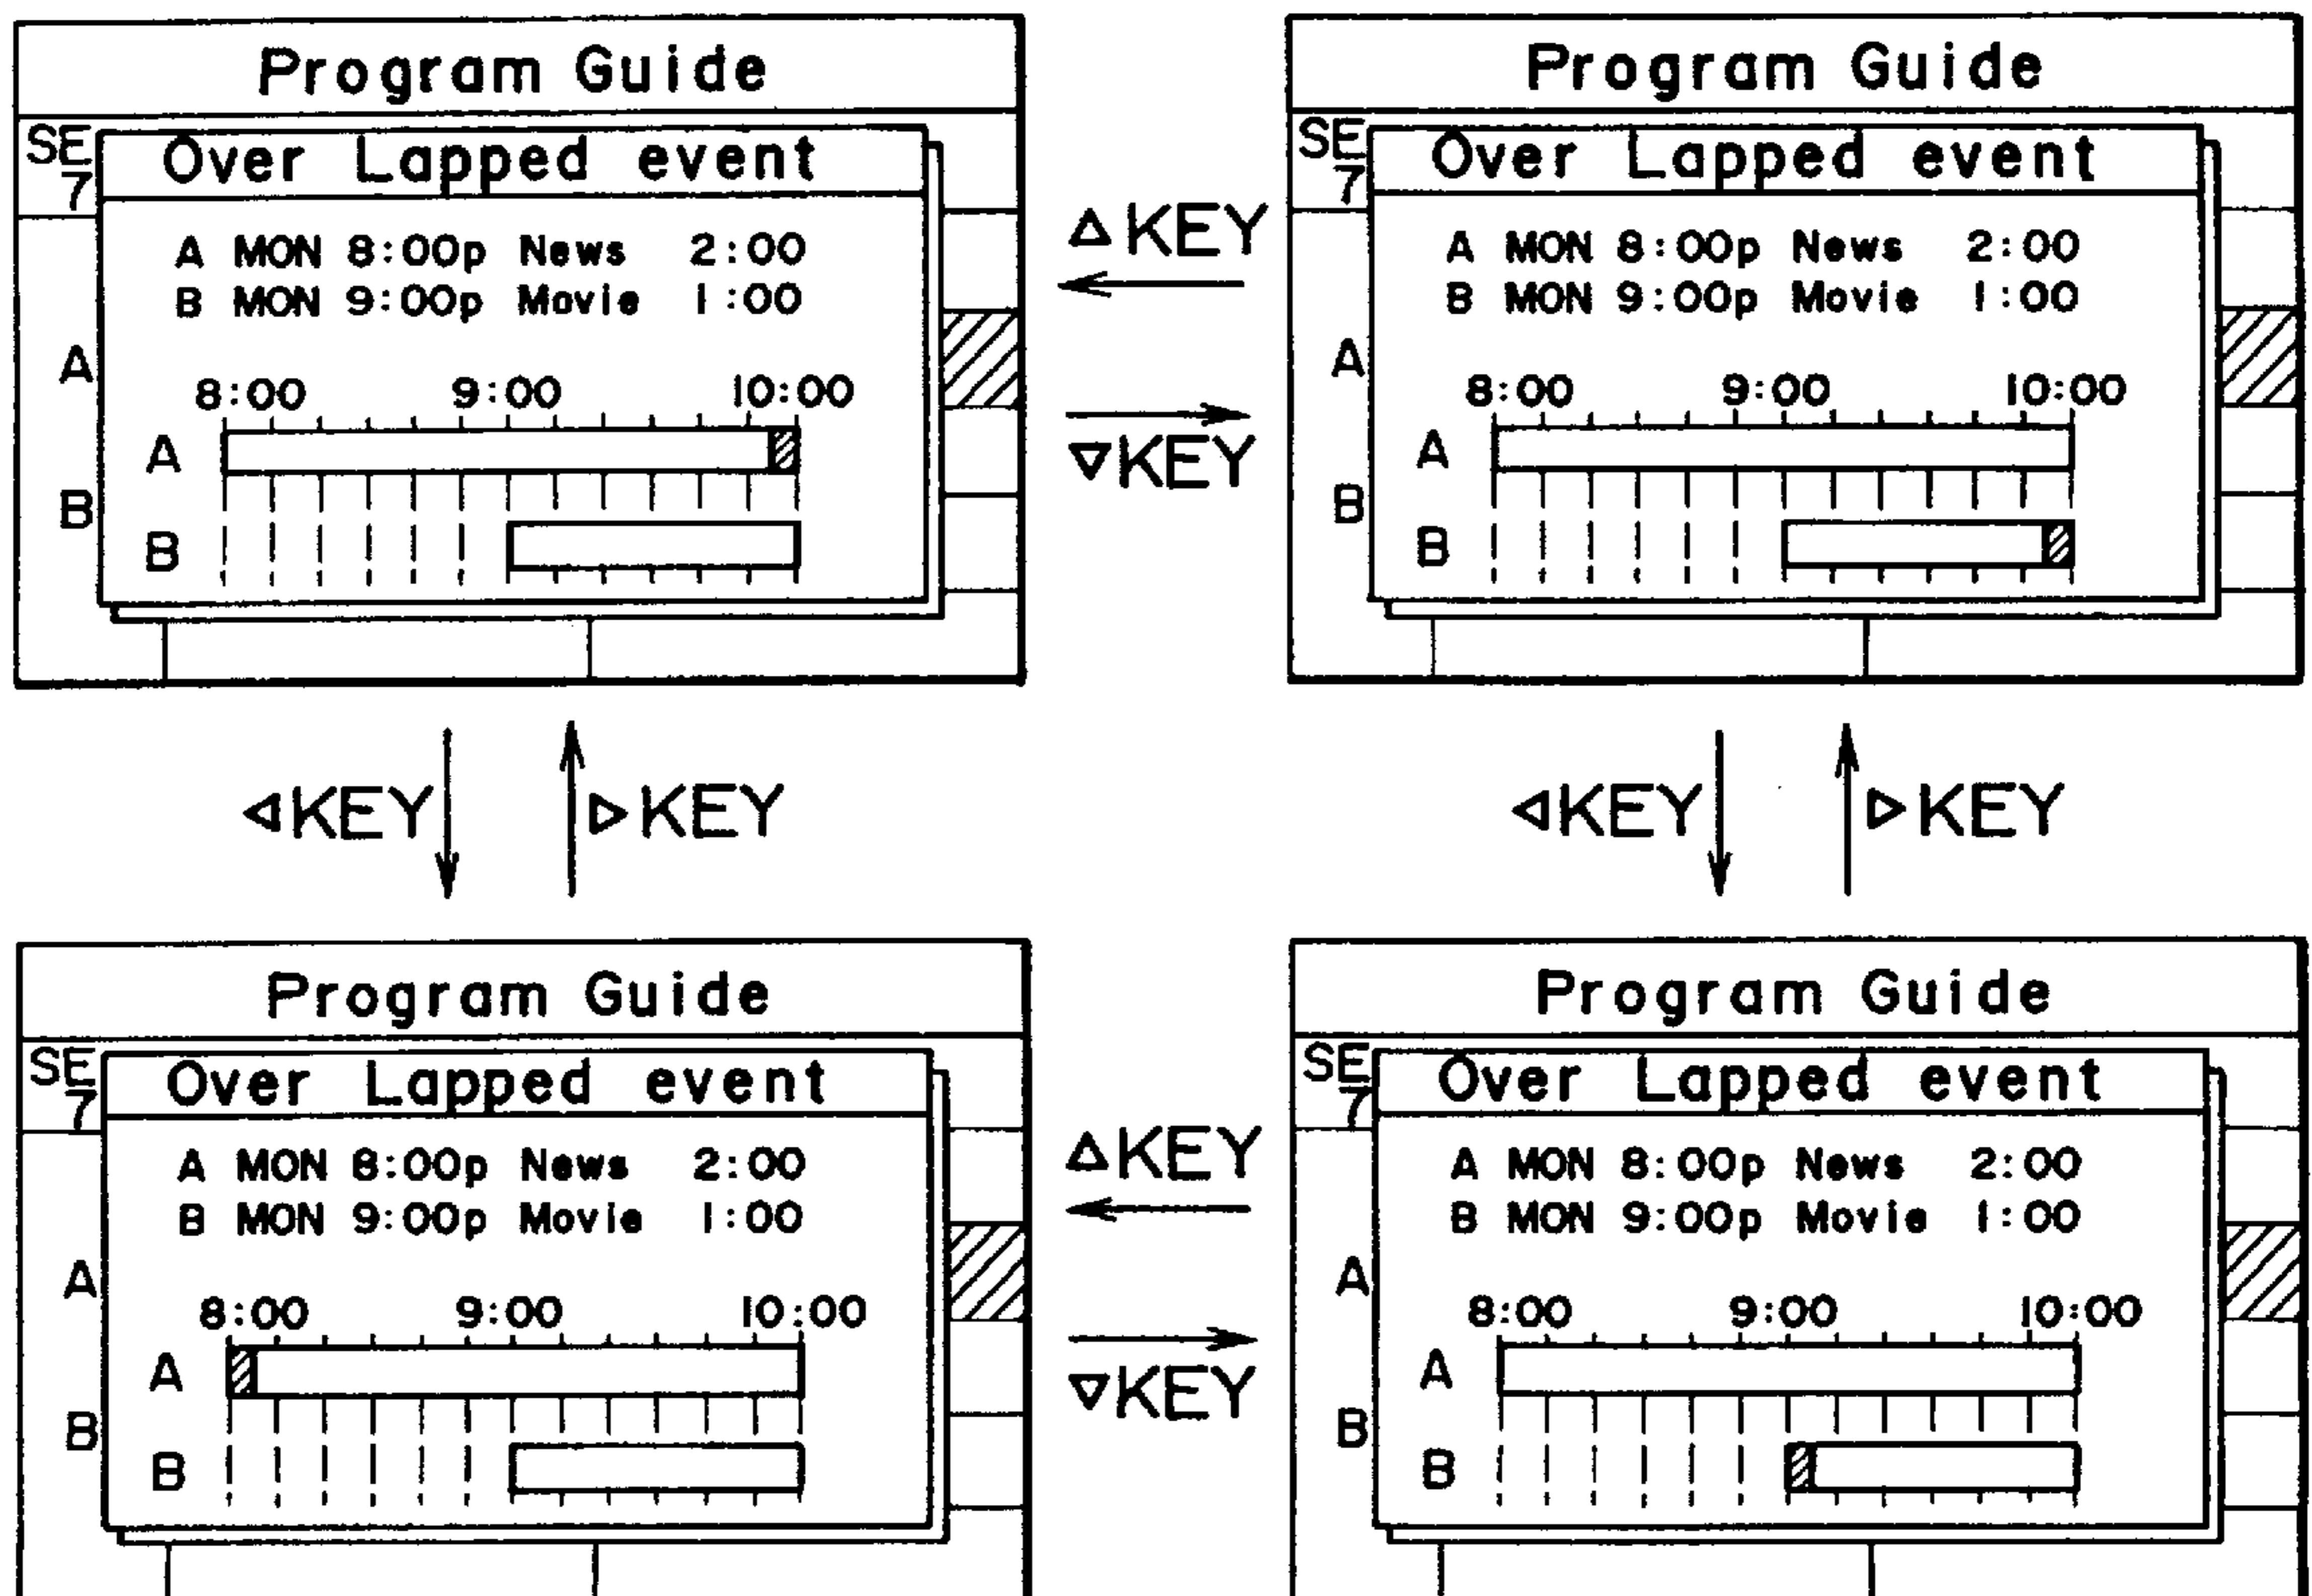 Program Guide
SE
7
Over Lapped event
A MON 8:00p News 2:00
B MON 9:00p Movie 1:00
A
8:00 9:00 10:00
A
B
B
△KEY
▽KEY
Program Guide
SE
7
Over Lapped event
A MON 8:00p News 2:00
B MON 9:00p Movie 1:00
A
8:00 9:00 10:00
A
B
B
◁KEY ▷KEY
◁KEY ▷KEY
Program Guide
SE
7
Over Lapped event
A MON 8:00p News 2:00
B MON 9:00p Movie 1:00
A
8:00 9:00 10:00
A
B
B
△KEY
▽KEY
Program Guide
SE
7
Over Lapped event
A MON 8:00p News 2:00
B MON 9:00p Movie 1:00
A
8:00 9:00 10:00
A
B
B